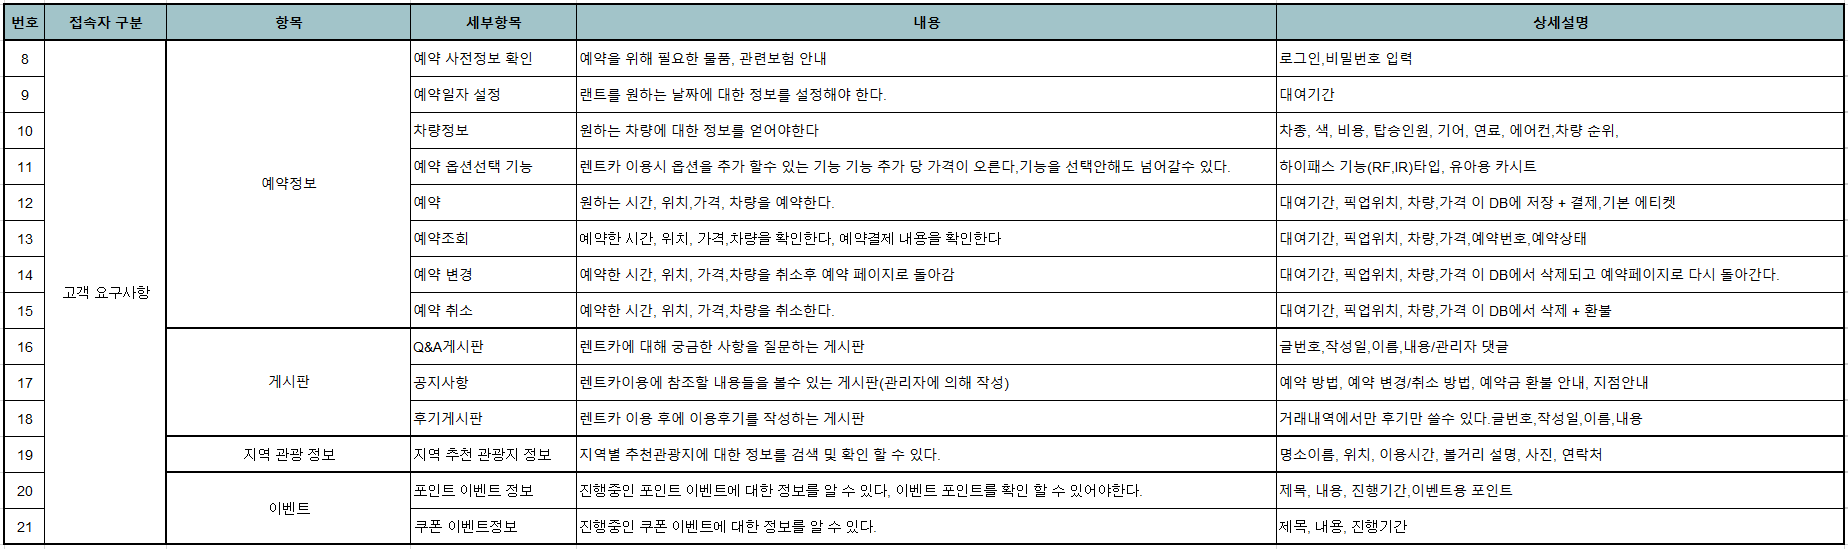 번호 접속자 구분 항목 세부항목 내용 상세설명
8 예약 사전정보 확인 예약을 위해 필요한 물품, 관련보험 안내 로그인,비밀번호 입력
9 예약일자 설정 랜트를 원하는 날짜에 대한 정보를 설정해야 한다. 대여기간
10 차량정보 원하는 차량에 대한 정보를 얻어야한다 차종, 색, 비용, 탑승인원, 기어, 연료, 에어컨,차량 순위,
11 예약 옵션선택 기능 렌트카 이용시 옵션을 추가 할수 있는 기능 기능 추가 당 가격이 오른다,기능을 선택안해도 넘어갈수 있다. 하이패스 기능(RF,IR)타입, 유아용 카시트
예약정보
12 예약 원하는 시간, 위치,가격, 차량을 예약한다. 대여기간, 픽업위치, 차량,가격 이 DB에 저장 + 결제,기본 에티켓
13 예약조회 예약한 시간, 위치, 가격,차량을 확인한다, 예약결제 내용을 확인한다 대여기간, 픽업위치, 차량,가격,예약번호,예약상태
14 예약 변경 예약한 시간, 위치, 가격,차량을 취소후 예약 페이지로 돌아감 대여기간, 픽업위치, 차량,가격 이 DB에서 삭제되고 예약페이지로 다시 돌아간다.
고객 요구사항
15 예약 취소 예약한 시간, 위치, 가격,차량을 취소한다. 대여기간, 픽업위치, 차량,가격 이 DB에서 삭제 + 환불
16 Q&A게시판 렌트카에 대해 궁금한 사항을 질문하는 게시판 글번호,작성일,이름,내용/관리자 댓글
17 게시판 공지사항 렌트카이용에 참조할 내용들을 볼수 있는 게시판(관리자에 의해 작성) 예약 방법, 예약 변경/취소 방법, 예약금 환불 안내, 지점안내
18 후기게시판 렌트카 이용 후에 이용후기를 작성하는 게시판 거래내역에서만 후기만 쓸수 있다.글번호,작성일,이름,내용
19 지역 관광 정보 지역 추천 관광지 정보 지역별 추천관광지에 대한 정보를 검색 및 확인 할 수 있다. 명소이름, 위치, 이용시간, 볼거리 설명, 사진, 연락처
20 포인트 이벤트 정보 진행중인 포인트 이벤트에 대한 정보를 알 수 있다, 이벤트 포인트를 확인 할 수 있어야한다. 제목, 내용, 진행기간,이벤트용 포인트
이벤트
21 쿠폰 이벤트정보 진행중인 쿠폰 이벤트에 대한 정보를 알 수 있다. 제목, 내용, 진행기간